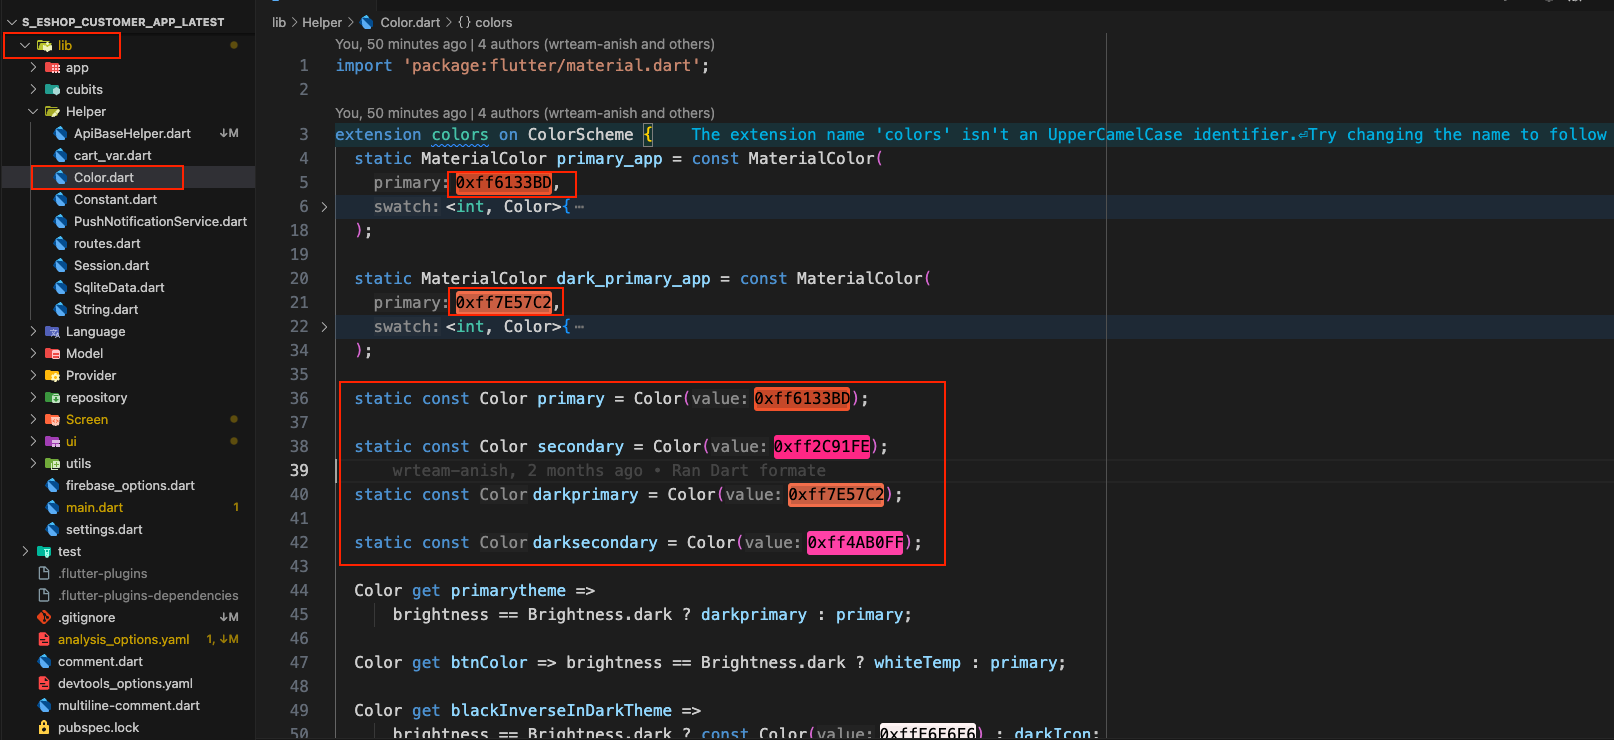 S_ESHOP_CUSTOMER_APP_LATEST
lib
app
cubits
Helper
ApiBaseHelper.dart ↓M
cart_var.dart
Color.dart
Constant.dart
PushNotificationService.dart
routes.dart
Session.dart
SqliteData.dart
String.dart
Language
Model
Provider
repository
Screen
ui
utils
firebase_options.dart
main.dart 1
settings.dart
test
.flutter-plugins
.flutter-plugins-dependencies
.gitignore ↓M
analysis_options.yaml 1, ↓M
comment.dart
devtools_options.yaml
multiline-comment.dart
pubspec.lock
lib > Helper > Color.dart > {} colors
You, 50 minutes ago | 4 authors (wrteam-anish and others)
1 import 'package:flutter/material.dart';
2
You, 50 minutes ago | 4 authors (wrteam-anish and others)
3 extension colors on ColorScheme { The extension name 'colors' isn't an UpperCamelCase identifier.⏎Try changing the name to follow
4 static MaterialColor primary_app = const MaterialColor(
5 primary: 0xff6133BD,
6 > swatch: <int, Color>{⋯
18 );
19
20 static MaterialColor dark_primary_app = const MaterialColor(
21 primary: 0xff7E57C2,
22 > swatch: <int, Color>{⋯
34 );
35
36 static const Color primary = Color(value: 0xff6133BD);
37
38 static const Color secondary = Color(value: 0xff2C91FE);
39 wrteam-anish, 2 months ago • Ran Dart formate
40 static const Color darkprimary = Color(value: 0xff7E57C2);
41
42 static const Color darksecondary = Color(value: 0xff4AB0FF);
43
44 Color get primarytheme =>
45 brightness == Brightness.dark ? darkprimary : primary;
46
47 Color get btnColor => brightness == Brightness.dark ? whiteTemp : primary;
48
49 Color get blackInverseInDarkTheme =>
50 brightness == Brightness.dark ? const Color(value: 0xffE6E6E6) : darkIcon;